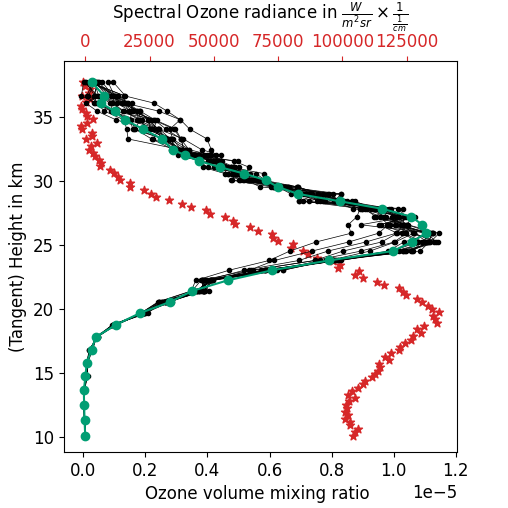 Spectral Ozone radiance in W/(m²sr) × 1/(1/cm)
0 25000 50000 75000 100000 125000
35
30
25
20
15
10
(Tangent) Height in km
0.0 0.2 0.4 0.6 0.8 1.0 1.2
Ozone volume mixing ratio 1e−5